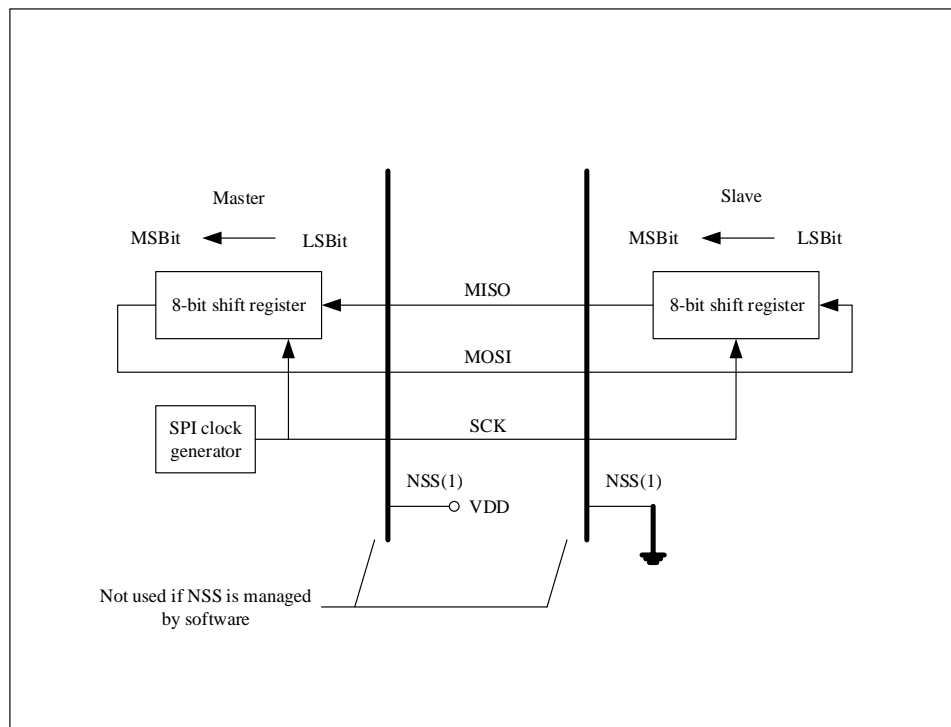 Master
Slave
MSBit
LSBit
MSBit
LSBit
8-bit shift register
MISO
8-bit shift register
MOSI
SPI clock
generator
SCK
NSS(1)
NSS(1)
VDD
Not used if NSS is managed
by software